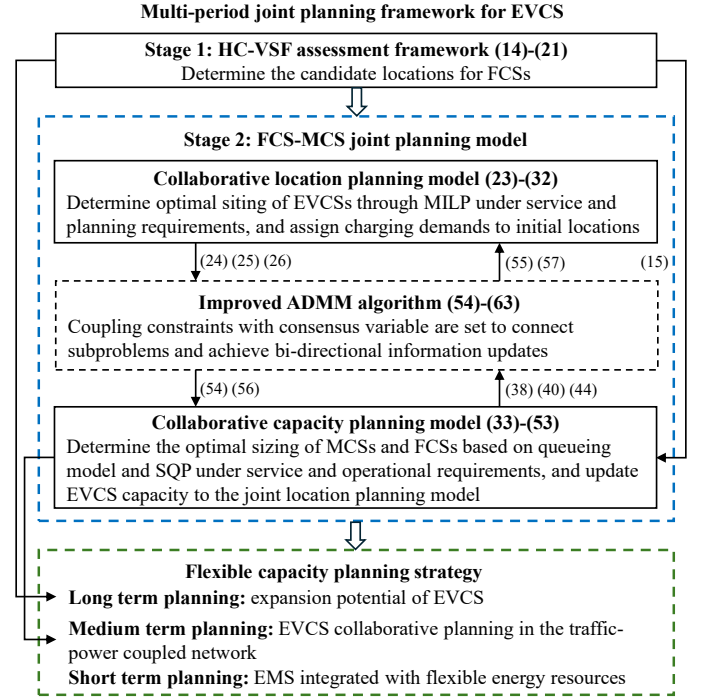 Multi-period joint planning framework for EVCS
Stage 1: HC-VSF assessment framework (14)-(21)
Determine the candidate locations for FCSs
Stage 2: FCS-MCS joint planning model
Collaborative location planning model (23)-(32)
Determine optimal siting of EVCSs through MILP under service and
planning requirements, and assign charging demands to initial locations
(24) (25) (26)
(55) (57)
(15)
Improved ADMM algorithm (54)-(63)
Coupling constraints with consensus variable are set to connect
subproblems and achieve bi-directional information updates
(54) (56)
(38) (40) (44)
Collaborative capacity planning model (33)-(53)
Determine the optimal sizing of MCSs and FCSs based on queueing
model and SQP under service and operational requirements, and update
EVCS capacity to the joint location planning model
Flexible capacity planning strategy
Long term planning: expansion potential of EVCS
Medium term planning: EVCS collaborative planning in the traffic-
power coupled network
Short term planning: EMS integrated with flexible energy resources